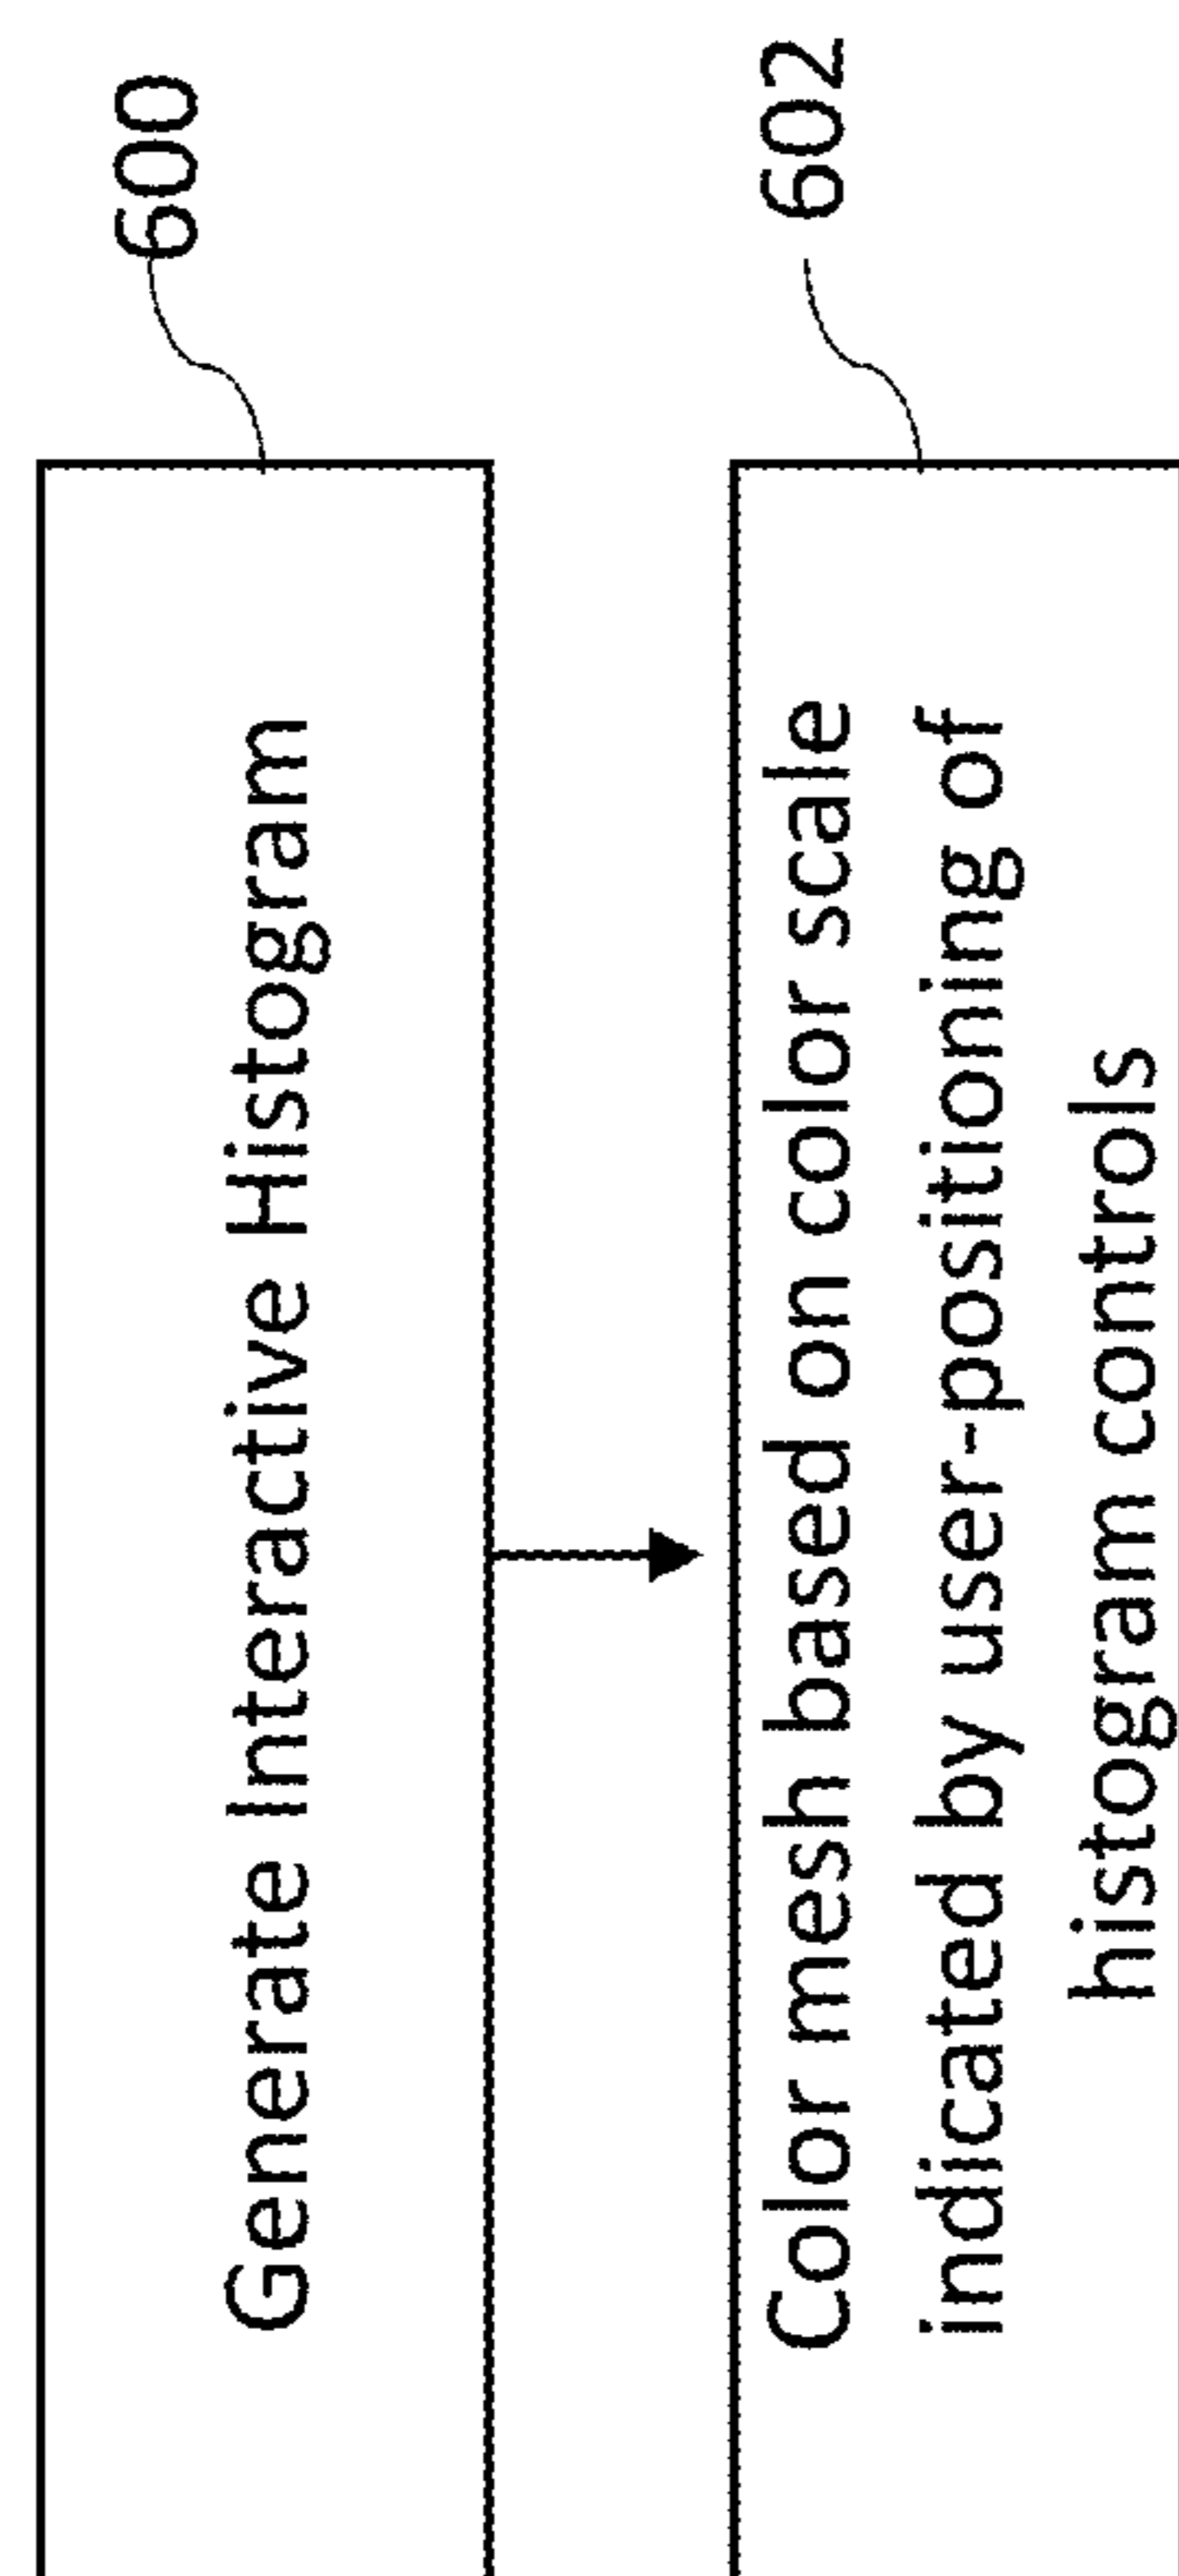 Generate Interactive Histogram
600
Color mesh based on color scale
indicated by user-positioning of
histogram controls
602